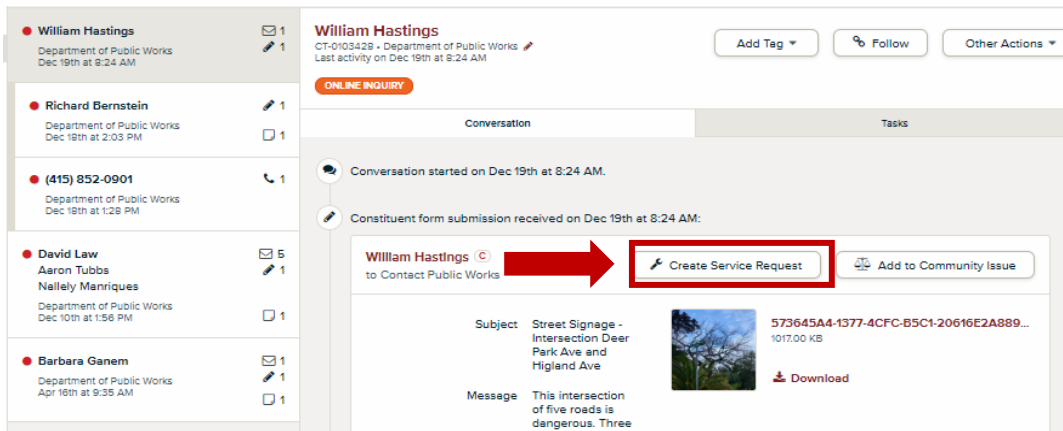 William Hastings
1
Department of Public Works
1
Dec 19th at 8:24 AM
Richard Bernstein
1
Department of Public Works
Dec 18th at 2:03 PM
1
(415) 852-0901
1
Department of Public Works
Dec 18th at 1:28 PM
David Law
5
Aaron Tubbs
1
Nallely Manriques
Department of Public Works
Dec 10th at 1:56 PM
1
Barbara Ganem
1
Department of Public Works
1
Apr 16th at 9:35 AM
1
William Hastings
CT-0103428 • Department of Public Works
Last activity on Dec 19th at 8:24 AM
Add Tag
Follow
Other Actions
ONLINE INQUIRY
Conversation
Tasks
Conversation started on Dec 19th at 8:24 AM.
Constituent form submission received on Dec 19th at 8:24 AM:
William Hastings C
to Contact Public Works
Create Service Request
Add to Community Issue
Subject
Street Signage -
Intersection Deer
Park Ave and
Higland Ave
573645A4-1377-4CFC-B5C1-20616E2A889...
1017.00 KB
Download
Message
This intersection
of five roads is
dangerous. Three